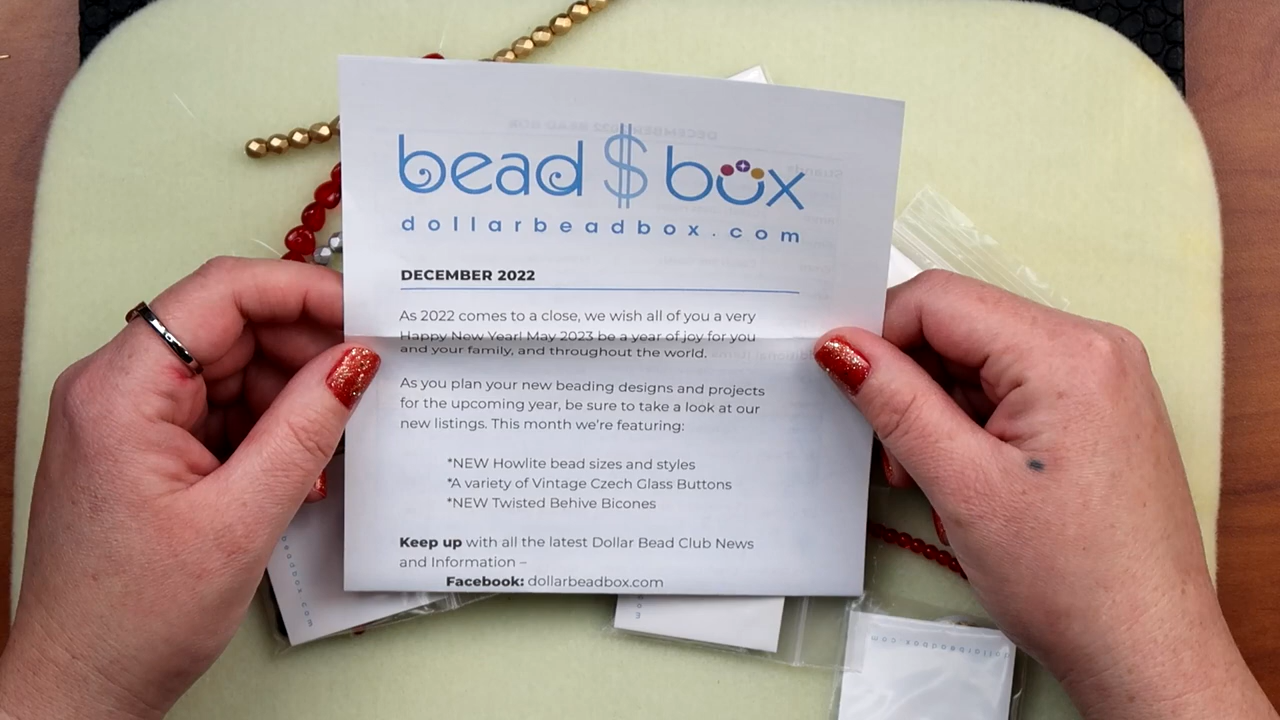 bead $ box
dollarbeadbox.com
DECEMBER 2022
As 2022 comes to a close, we wish all of you a very
Happy New Year! May 2023 be a year of joy for you
and your family, and throughout the world.
As you plan your new beading designs and projects
for the upcoming year, be sure to take a look at our
new listings. This month we're featuring:
*NEW Howlite bead sizes and styles
*A variety of Vintage Czech Glass Buttons
*NEW Twisted Behive Bicones
Keep up with all the latest Dollar Bead Club News
and Information –
Facebook: dollarbeadbox.com